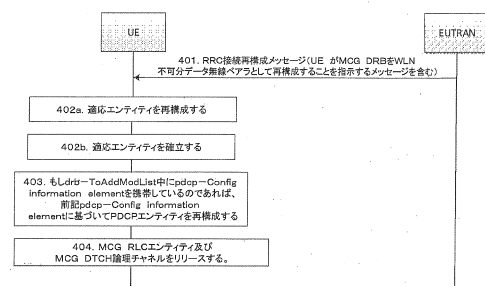 UE
EUTRAN
401. RRC接続再構成メッセージ（UE がMCG DRBをWLN
不可分データ無線ベアラとして再構成することを指示するメッセージを含む）
402a. 適応エンティティを再構成する
402b. 適応エンティティを確立する
403. もしdrb－ToAddModList中にpdcp－Config
information elementを携帯しているのであれば、
前記pdcp－Config information
elementに基づいてPDCPエンティティを再構成する
404. MCG RLCエンティティ及び
MCG DTCH論理チャネルをリリースする。